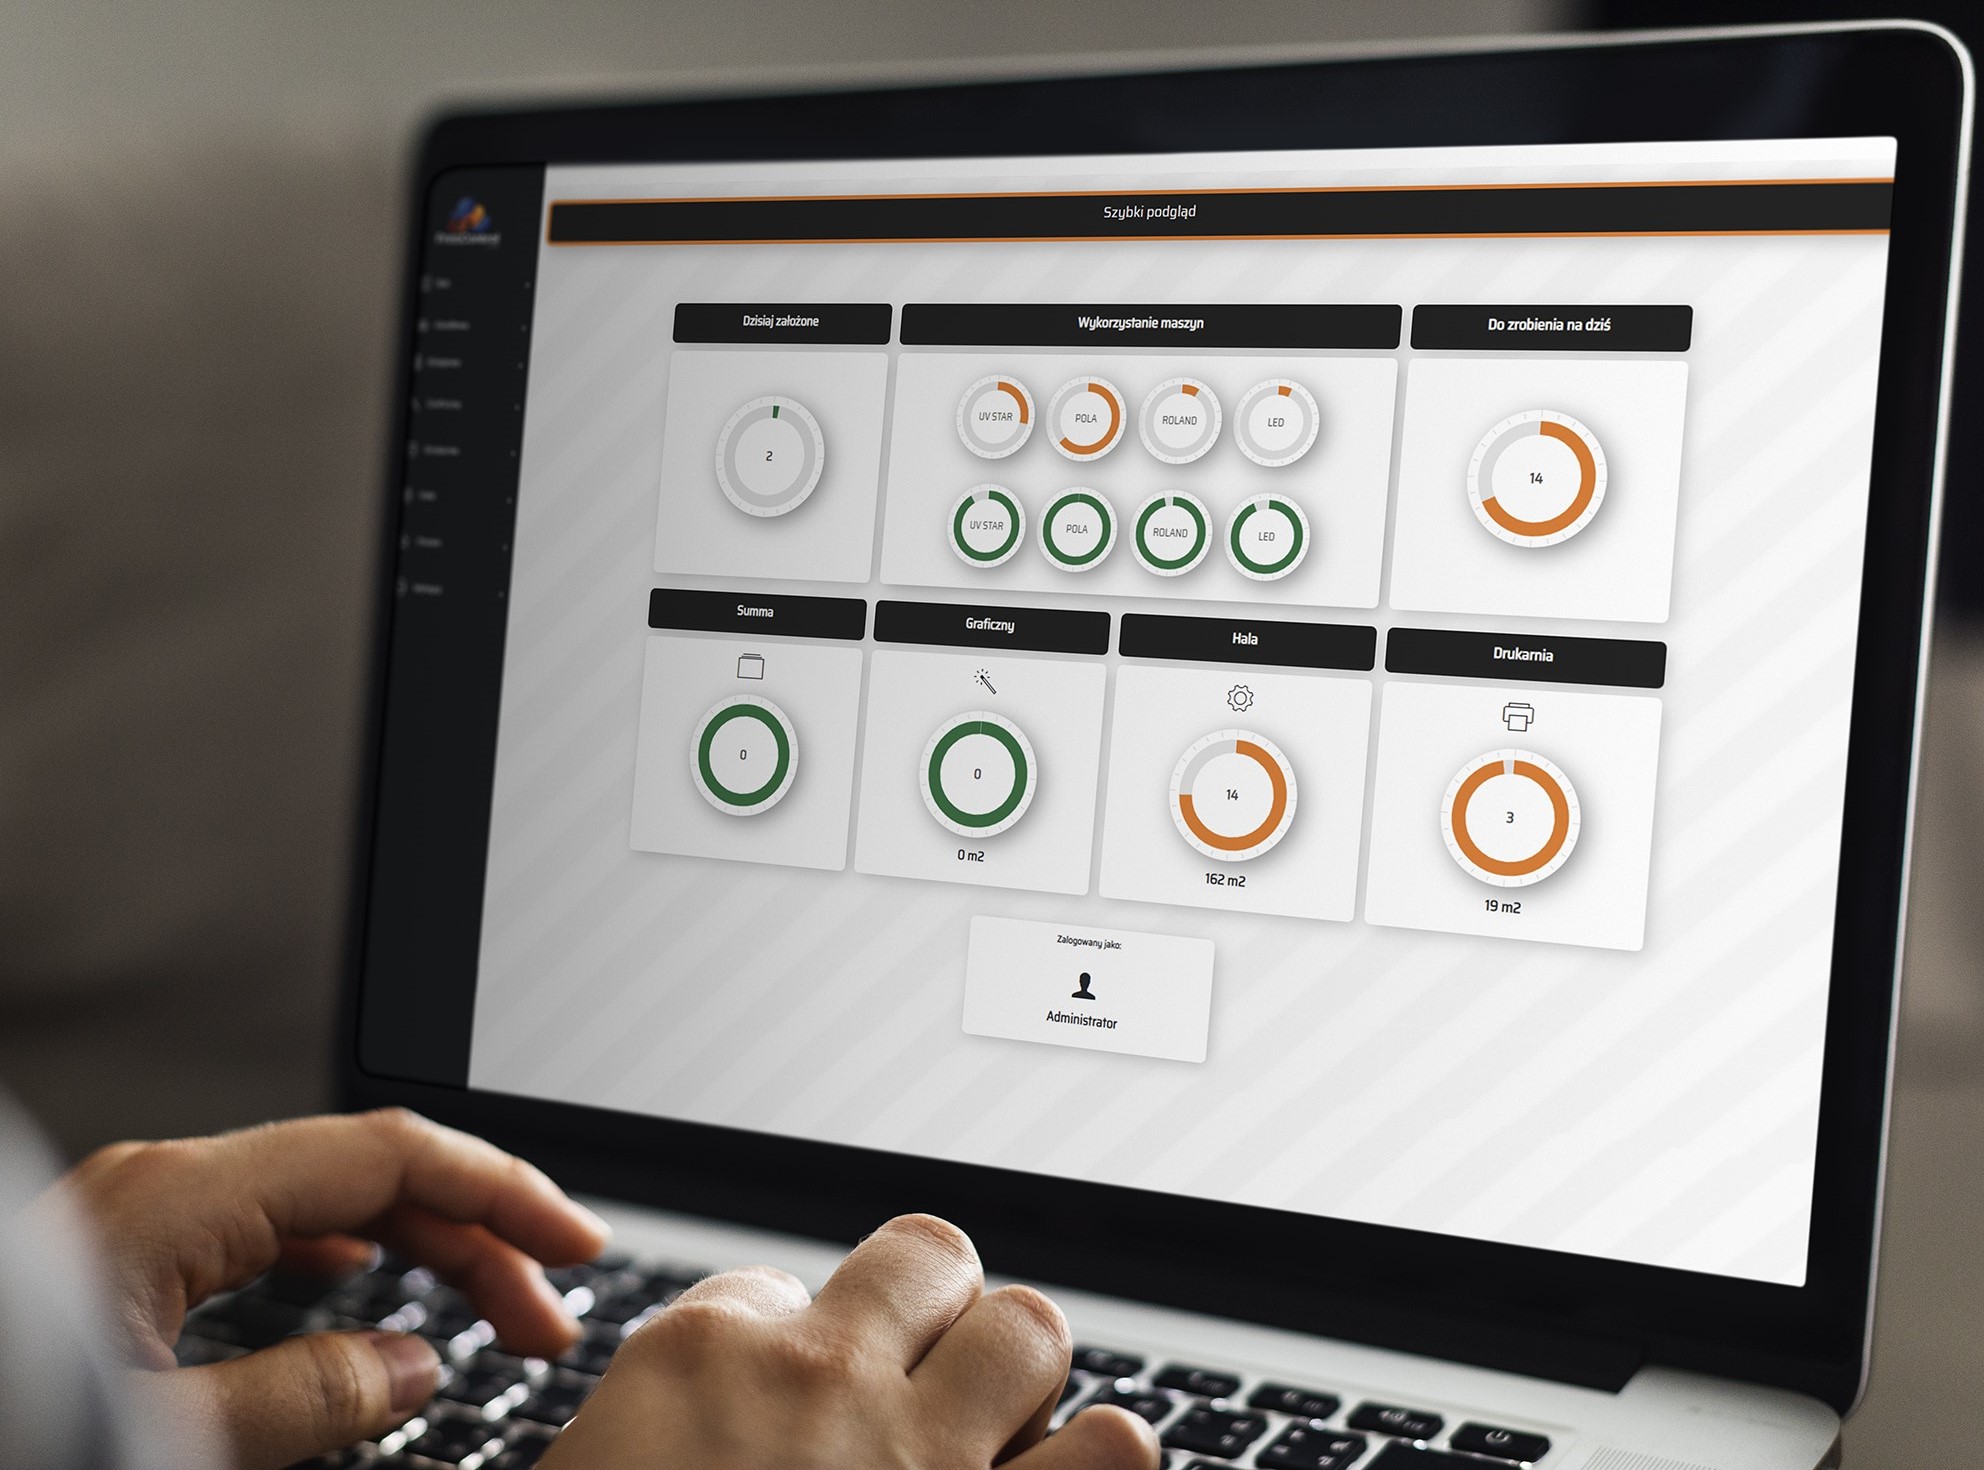 Szybki podgląd
Dzisiaj założone
Wykorzystanie maszyn
Do zrobienia na dziś
2
UV STAR
POLA
ROLAND
LED
14
UV STAR
POLA
ROLAND
LED
Summa
Graficzny
Hala
Drukarnia
0
0
14
3
0 m2
162 m2
19 m2
Zalogowany jako:
Administrator